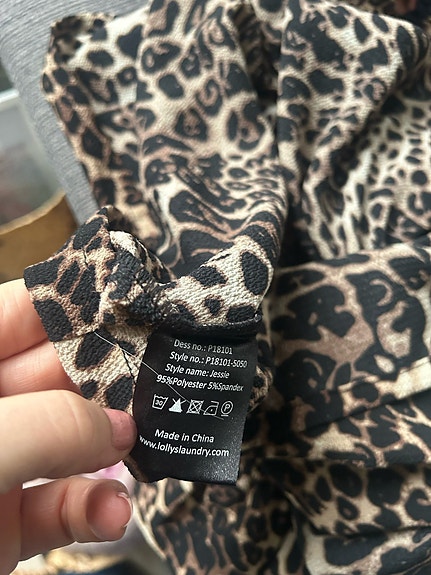 Dess no.: P18101
Style no.: P18101-5050
Style name: Jessie
95%Polyester 5%Spandex
30 P
Made in China
www.lollyslaundry.com